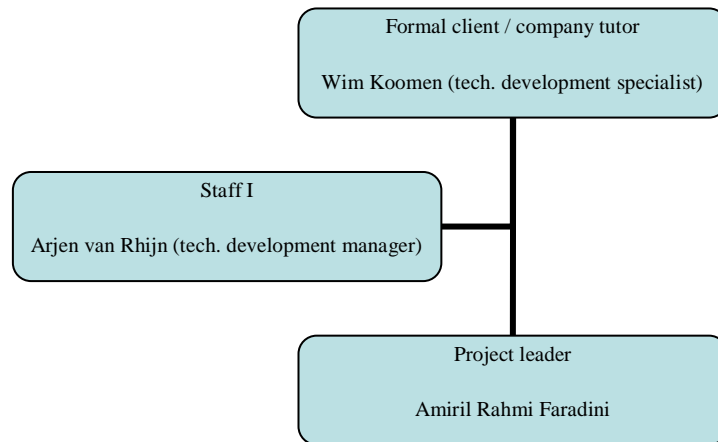 Formal client / company tutor
Wim Koomen (tech. development specialist)
Staff I
Arjen van Rhijn (tech. development manager)
Project leader
Amiril Rahmi Faradini